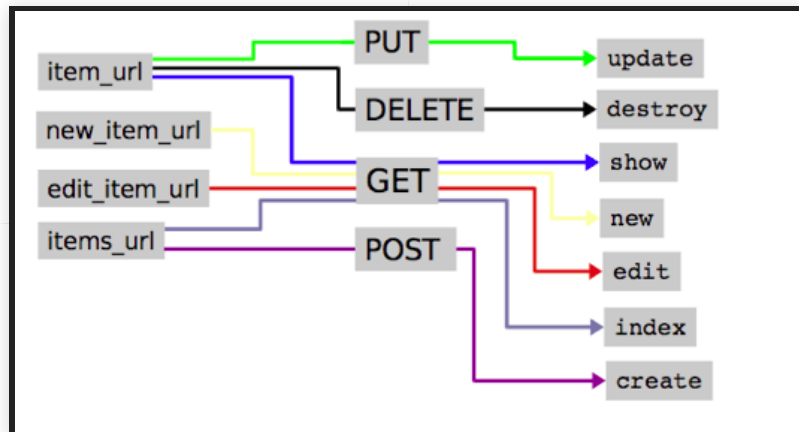 item_url
new_item_url
edit_item_url
items_url
PUT
DELETE
GET
POST
update
destroy
show
new
edit
index
create